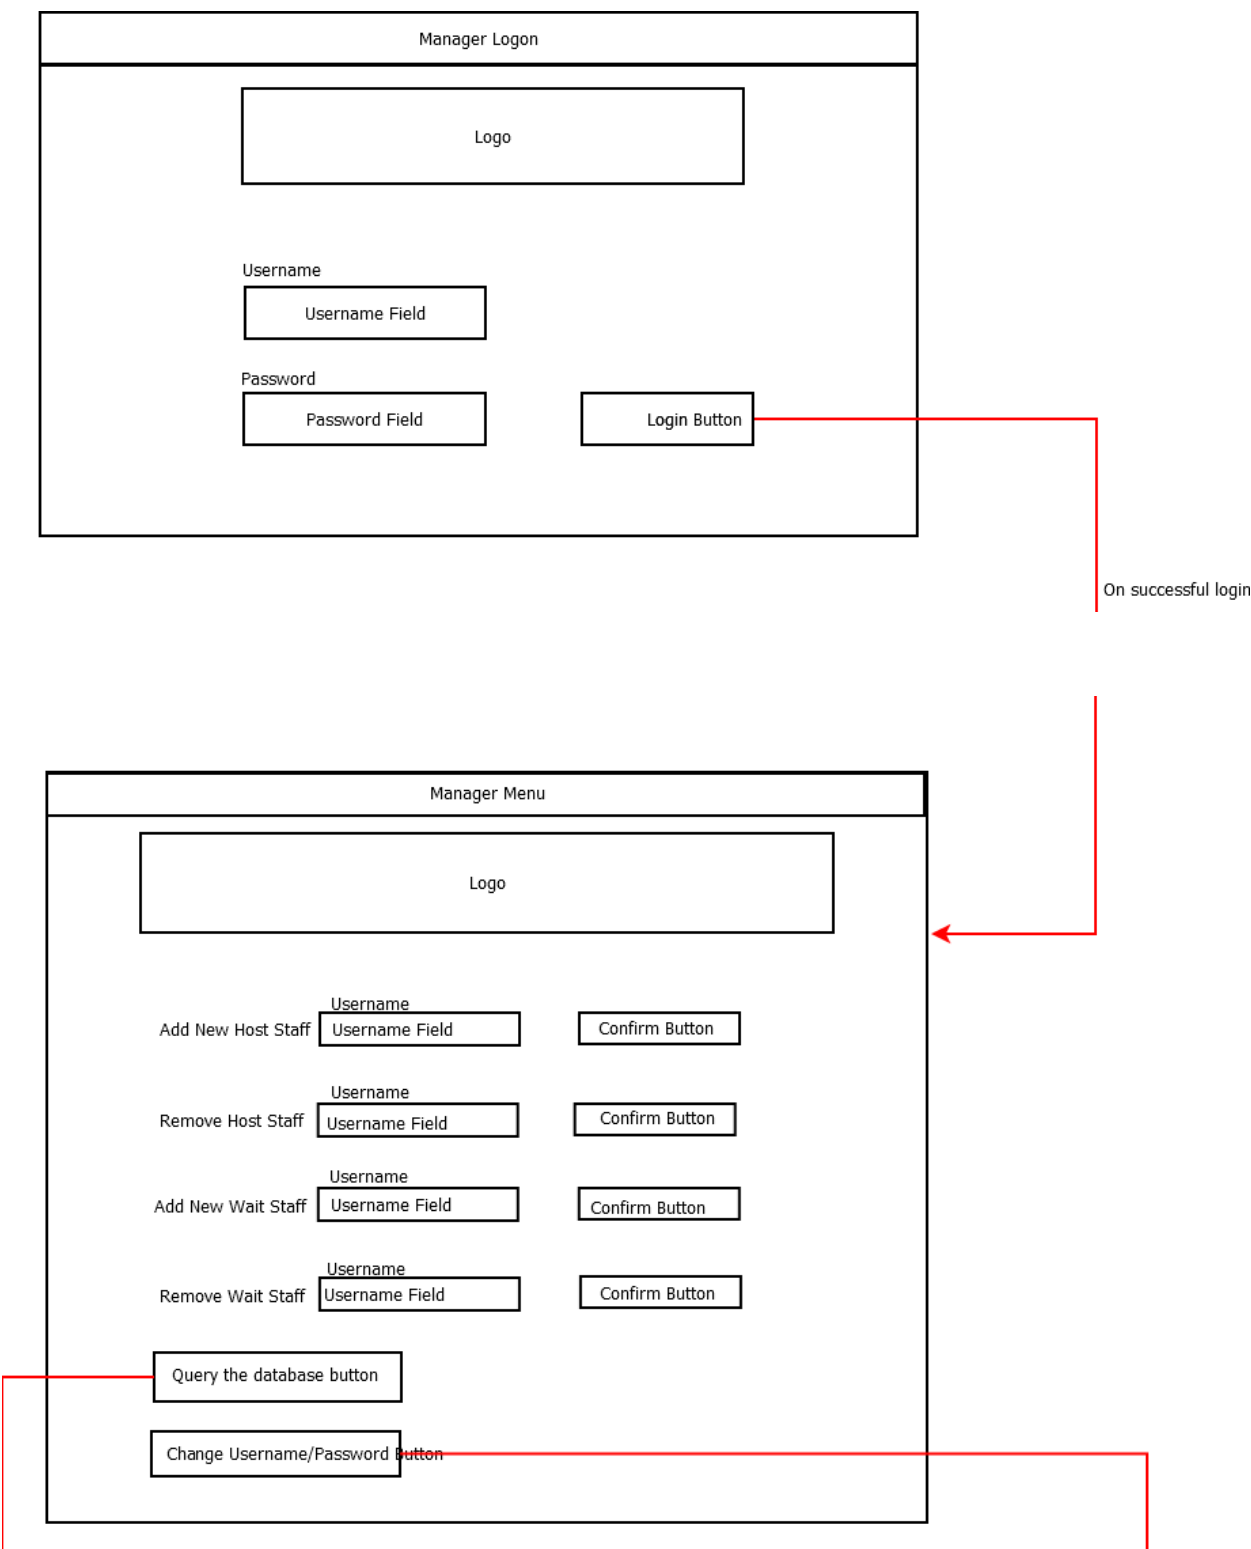 Manager Logon
Logo
Username
Username Field
Password
Password Field
Login Button
On successful login
Manager Menu
Logo
Username
Add New Host Staff
Username Field
Confirm Button
Username
Remove Host Staff
Username Field
Confirm Button
Username
Add New Wait Staff
Username Field
Confirm Button
Username
Remove Wait Staff
Username Field
Confirm Button
Query the database button
Change Username/Password Button